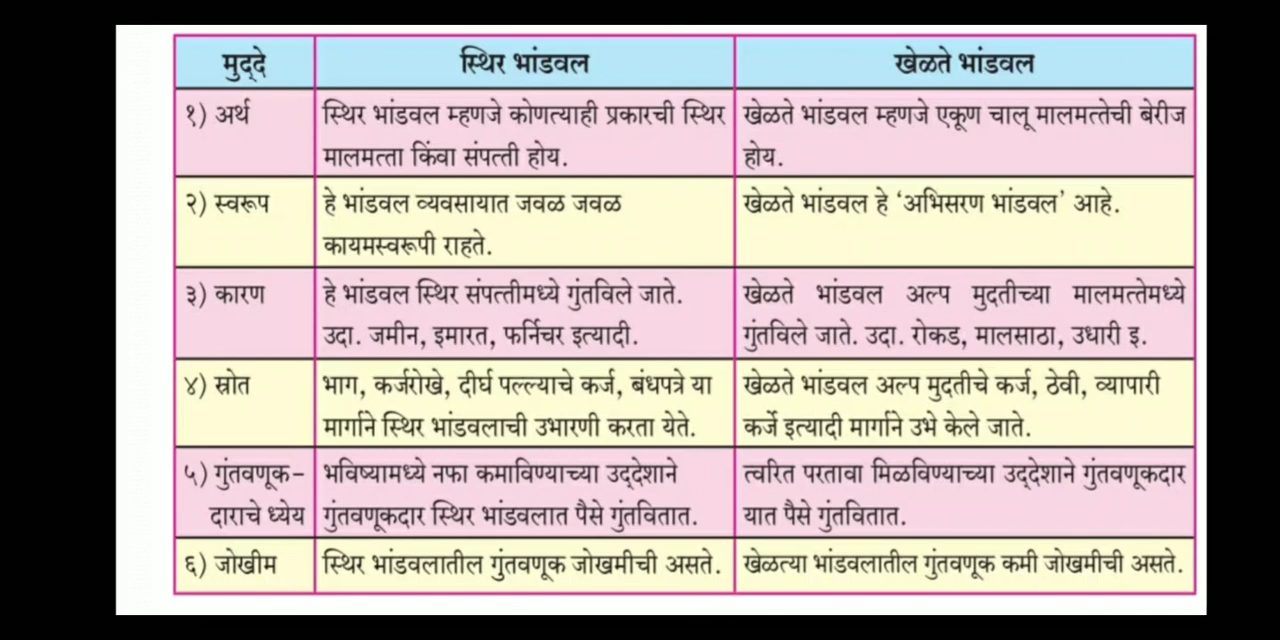 मुद्दे स्थिर भांडवल खेळते भांडवल
१) अर्थ स्थिर भांडवल म्हणजे कोणत्याही प्रकारची स्थिर खेळते भांडवल म्हणजे एकूण चालू मालमत्तेची बेरीज
मालमत्ता किंवा संपत्ती होय. होय.
२) स्वरूप हे भांडवल व्यवसायात जवळ जवळ खेळते भांडवल हे ‘अभिसरण भांडवल’ आहे.
कायमस्वरूपी राहते.
३) कारण हे भांडवल स्थिर संपत्तीमध्ये गुंतविले जाते. खेळते भांडवल अल्प मुदतीच्या मालमत्तेमध्ये
उदा. जमीन, इमारत, फर्निचर इत्यादी. गुंतविले जाते. उदा. रोकड, मालसाठा, उधारी इ.
४) स्रोत भाग, कर्जरोखे, दीर्घ पल्ल्याचे कर्ज, बंधपत्रे या खेळते भांडवल अल्प मुदतीचे कर्ज, ठेवी, व्यापारी
मार्गाने स्थिर भांडवलाची उभारणी करता येते. कर्जे इत्यादी मार्गाने उभे केले जाते.
५) गुंतवणूक- भविष्यामध्ये नफा कमाविण्याच्या उद्देशाने त्वरित परतावा मिळविण्याच्या उद्देशाने गुंतवणूकदार
दाराचे ध्येय गुंतवणूकदार स्थिर भांडवलात पैसे गुंतवितात. यात पैसे गुंतवितात.
६) जोखीम स्थिर भांडवलातील गुंतवणूक जोखमीची असते. खेळत्या भांडवलातील गुंतवणूक कमी जोखमीची असते.